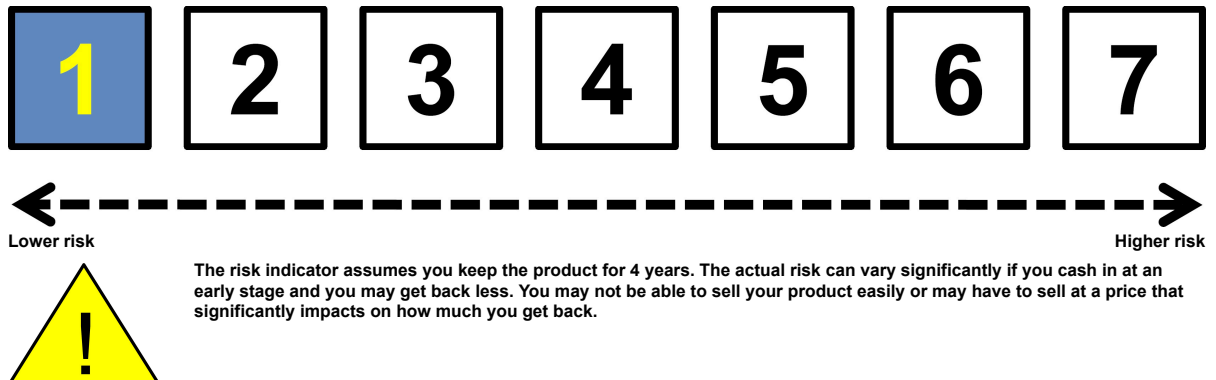 1 2 3 4 5 6 7
Lower risk Higher risk
The risk indicator assumes you keep the product for 4 years. The actual risk can vary significantly if you cash in at an
early stage and you may get back less. You may not be able to sell your product easily or may have to sell at a price that
significantly impacts on how much you get back.
!